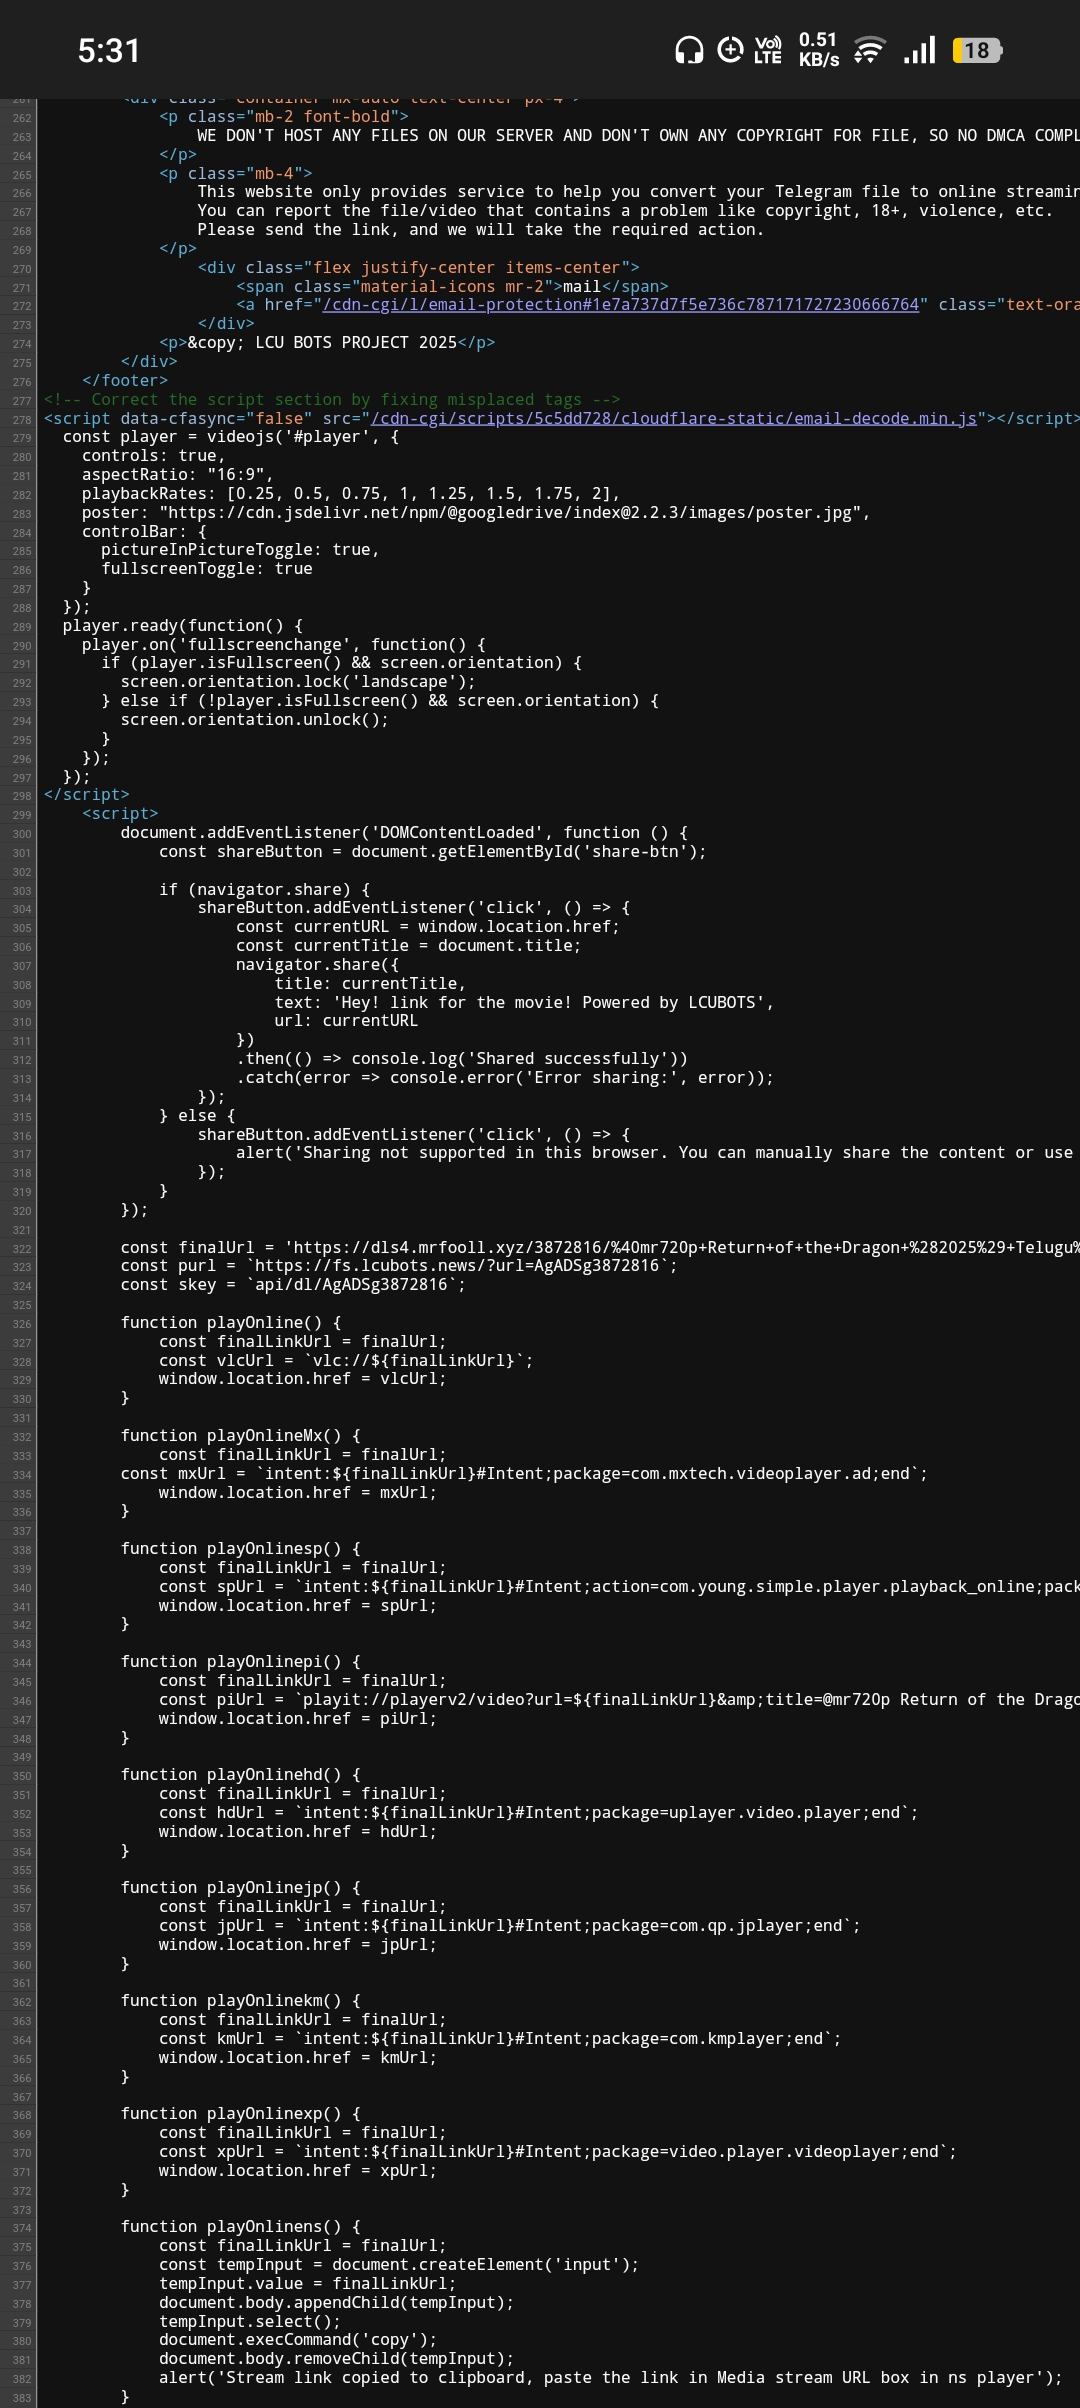 5:31
Vo)) LTE 0.51 KB/s 18
261 <div class="container mx-auto text-center px-4">
262 <p class="mb-2 font-bold">
263 WE DON'T HOST ANY FILES ON OUR SERVER AND DON'T OWN ANY COPYRIGHT FOR FILE, SO NO DMCA COMPL
264 </p>
265 <p class="mb-4">
266 This website only provides service to help you convert your Telegram file to online streamin
267 You can report the file/video that contains a problem like copyright, 18+, violence, etc.
268 Please send the link, and we will take the required action.
269 </p>
270 <div class="flex justify-center items-center">
271 <span class="material-icons mr-2">mail</span>
272 <a href="/cdn-cgi/l/email-protection#1e7a737d7f5e736c787171727230666764" class="text-ora
273 </div>
274 <p>&copy; LCU BOTS PROJECT 2025</p>
275 </div>
276 </footer>
277 <!-- Correct the script section by fixing misplaced tags -->
278 <script data-cfasync="false" src="/cdn-cgi/scripts/5c5dd728/cloudflare-static/email-decode.min.js"></script>
279 const player = videojs('#player', {
280 controls: true,
281 aspectRatio: "16:9",
282 playbackRates: [0.25, 0.5, 0.75, 1, 1.25, 1.5, 1.75, 2],
283 poster: "https://cdn.jsdelivr.net/npm/@googledrive/index@2.2.3/images/poster.jpg",
284 controlBar: {
285 pictureInPictureToggle: true,
286 fullscreenToggle: true
287 }
288 });
289 player.ready(function() {
290 player.on('fullscreenchange', function() {
291 if (player.isFullscreen() && screen.orientation) {
292 screen.orientation.lock('landscape');
293 } else if (!player.isFullscreen() && screen.orientation) {
294 screen.orientation.unlock();
295 }
296 });
297 });
298 </script>
299 <script>
300 document.addEventListener('DOMContentLoaded', function () {
301 const shareButton = document.getElementById('share-btn');
302
303 if (navigator.share) {
304 shareButton.addEventListener('click', () => {
305 const currentURL = window.location.href;
306 const currentTitle = document.title;
307 navigator.share({
308 title: currentTitle,
309 text: 'Hey! link for the movie! Powered by LCUBOTS',
310 url: currentURL
311 })
312 .then(() => console.log('Shared successfully'))
313 .catch(error => console.error('Error sharing:', error));
314 });
315 } else {
316 shareButton.addEventListener('click', () => {
317 alert('Sharing not supported in this browser. You can manually share the content or use
318 });
319 }
320 });
321
322 const finalUrl = 'https://dls4.mrfooll.xyz/3872816/%40mr720p+Return+of+the+Dragon+%282025%29+Telugu%
323 const purl = `https://fs.lcubots.news/?url=AgADSg3872816`;
324 const skey = `api/dl/AgADSg3872816`;
325
326 function playOnline() {
327 const finalLinkUrl = finalUrl;
328 const vlcUrl = `vlc://${finalLinkUrl}`;
329 window.location.href = vlcUrl;
330 }
331
332 function playOnlineMx() {
333 const finalLinkUrl = finalUrl;
334 const mxUrl = `intent:${finalLinkUrl}#Intent;package=com.mxtech.videoplayer.ad;end`;
335 window.location.href = mxUrl;
336 }
337
338 function playOnlinesp() {
339 const finalLinkUrl = finalUrl;
340 const spUrl = `intent:${finalLinkUrl}#Intent;action=com.young.simple.player.playback_online;pack
341 window.location.href = spUrl;
342 }
343
344 function playOnlinepi() {
345 const finalLinkUrl = finalUrl;
346 const piUrl = `playit://playerv2/video?url=${finalLinkUrl}&amp;title=@mr720p Return of the Drago
347 window.location.href = piUrl;
348 }
349
350 function playOnlinehd() {
351 const finalLinkUrl = finalUrl;
352 const hdUrl = `intent:${finalLinkUrl}#Intent;package=uplayer.video.player;end`;
353 window.location.href = hdUrl;
354 }
355
356 function playOnlinejp() {
357 const finalLinkUrl = finalUrl;
358 const jpUrl = `intent:${finalLinkUrl}#Intent;package=com.qp.jplayer;end`;
359 window.location.href = jpUrl;
360 }
361
362 function playOnlinekm() {
363 const finalLinkUrl = finalUrl;
364 const kmUrl = `intent:${finalLinkUrl}#Intent;package=com.kmplayer;end`;
365 window.location.href = kmUrl;
366 }
367
368 function playOnlinexp() {
369 const finalLinkUrl = finalUrl;
370 const xpUrl = `intent:${finalLinkUrl}#Intent;package=video.player.videoplayer;end`;
371 window.location.href = xpUrl;
372 }
373
374 function playOnlinens() {
375 const finalLinkUrl = finalUrl;
376 const tempInput = document.createElement('input');
377 tempInput.value = finalLinkUrl;
378 document.body.appendChild(tempInput);
379 tempInput.select();
380 document.execCommand('copy');
381 document.body.removeChild(tempInput);
382 alert('Stream link copied to clipboard, paste the link in Media stream URL box in ns player');
383 }